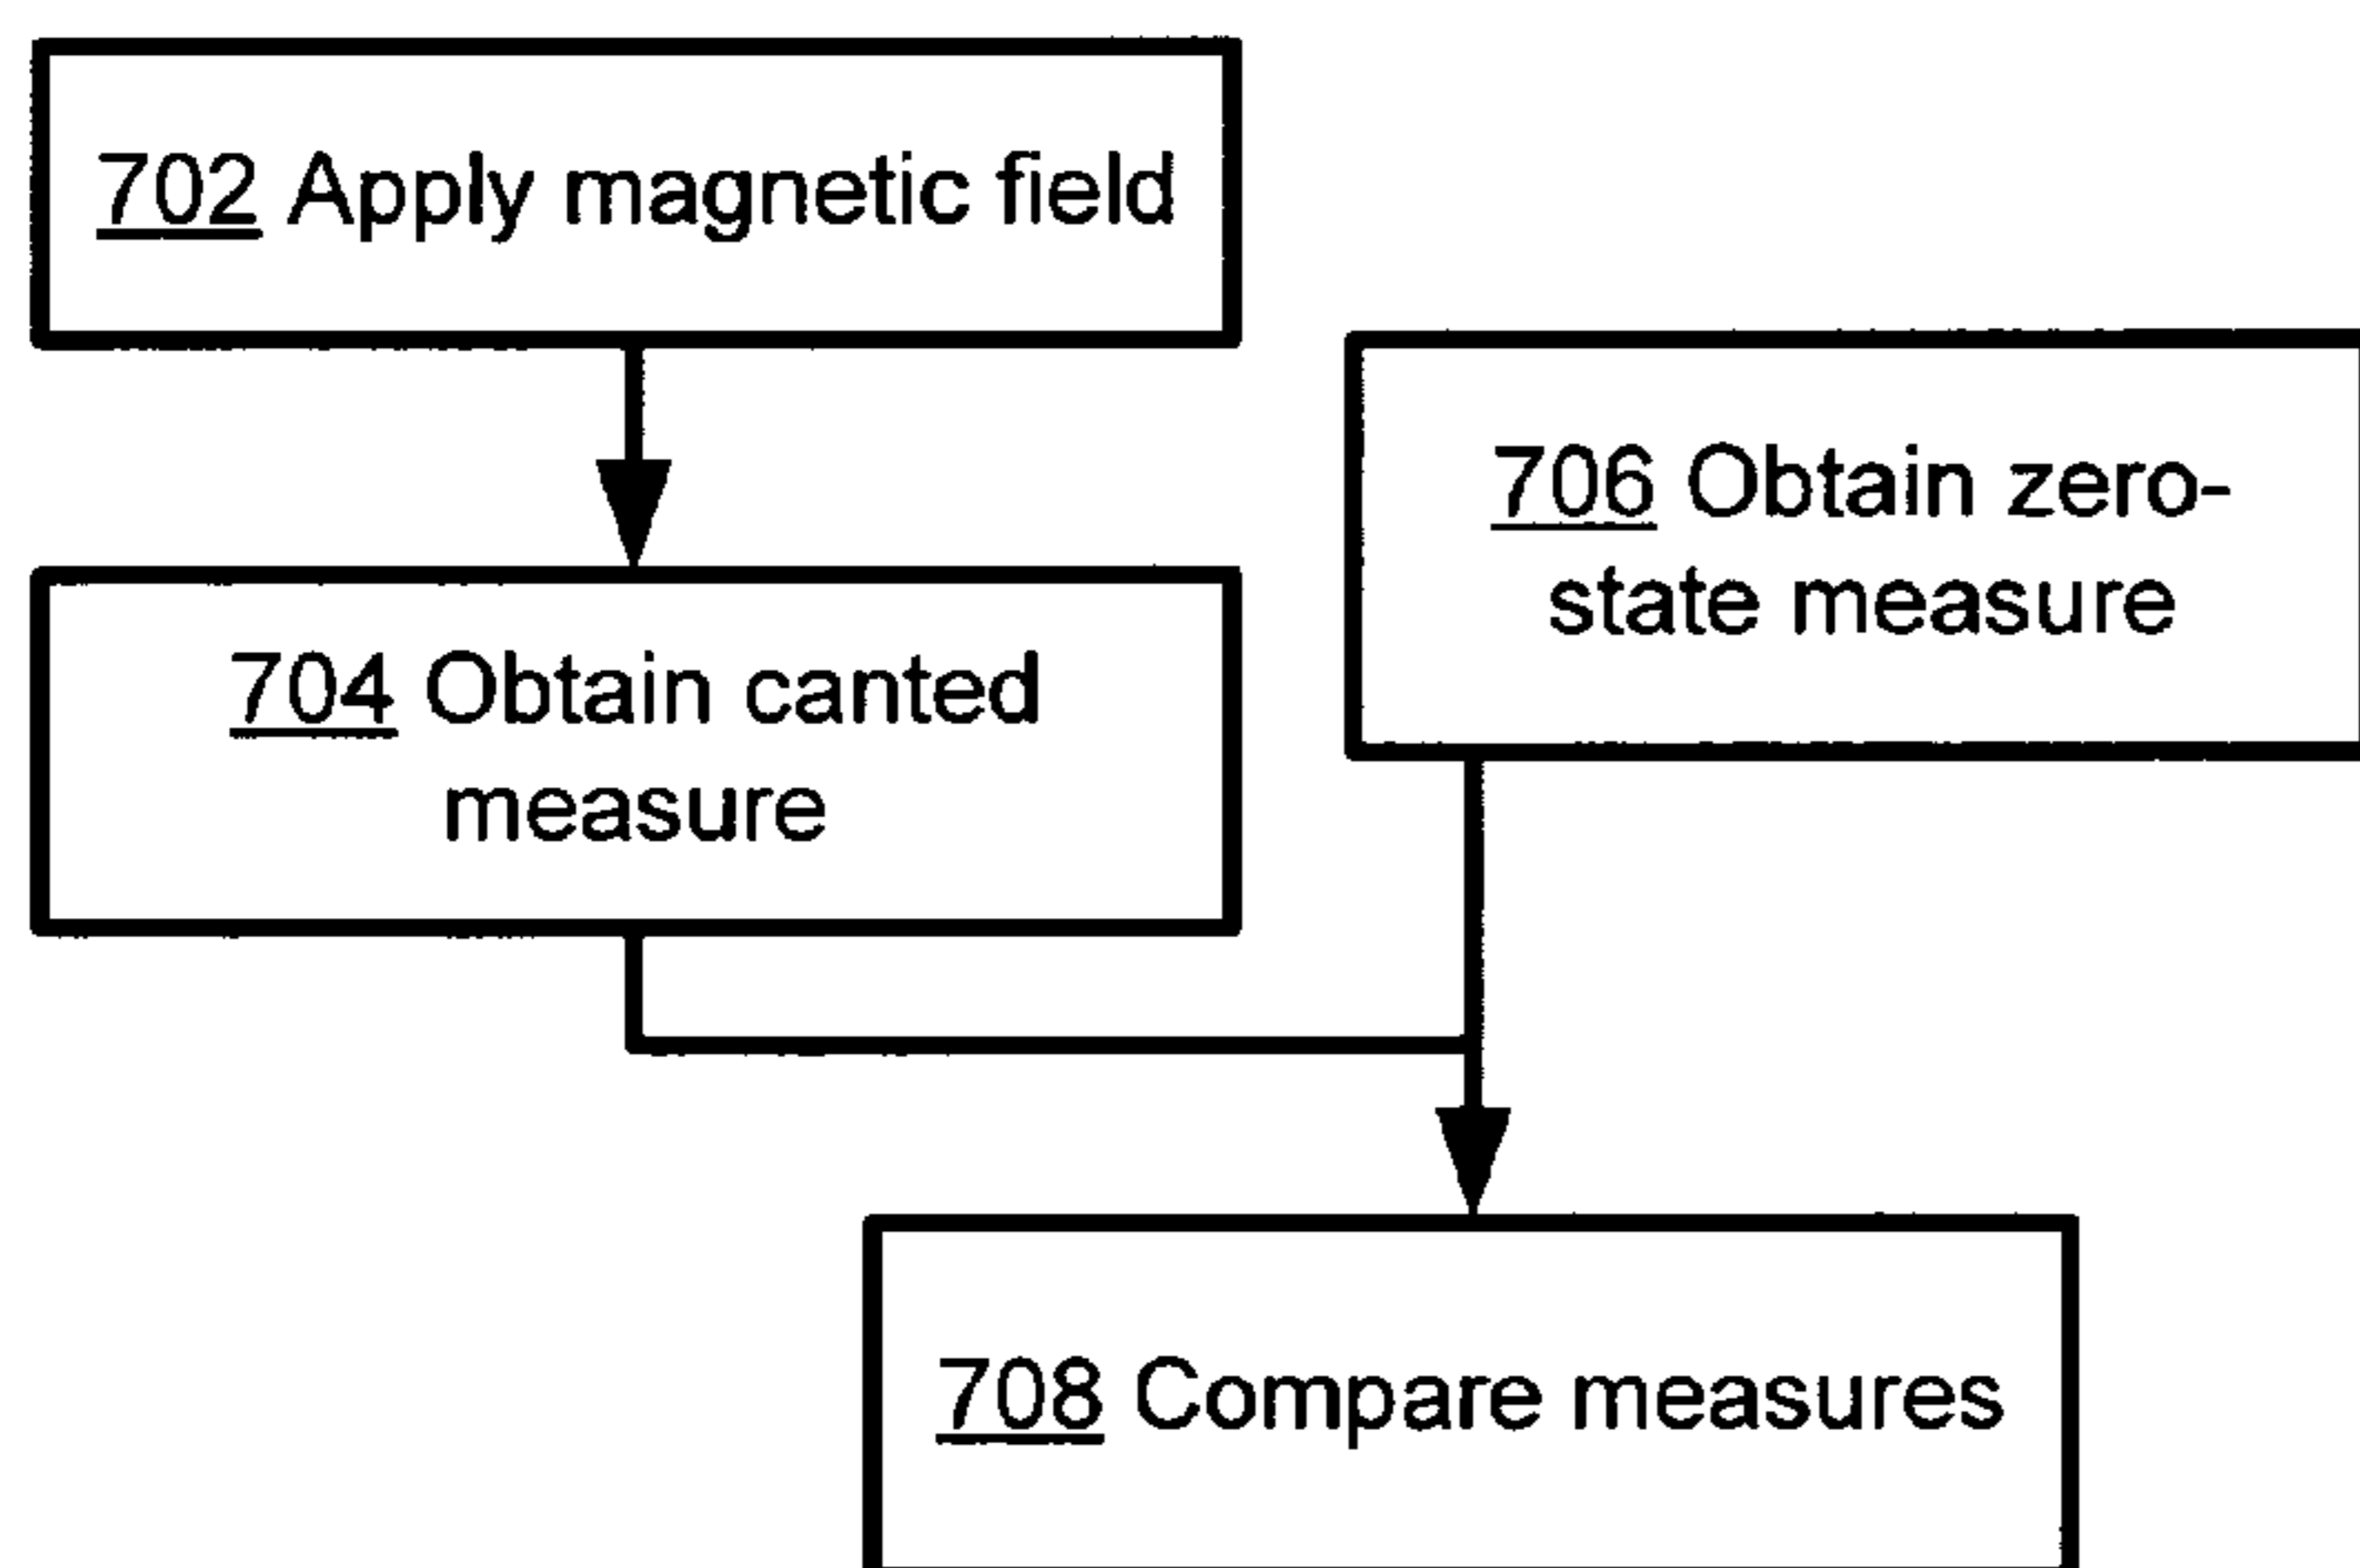 702 Apply magnetic field
704 Obtain canted
measure
706 Obtain zero-
state measure
708 Compare measures